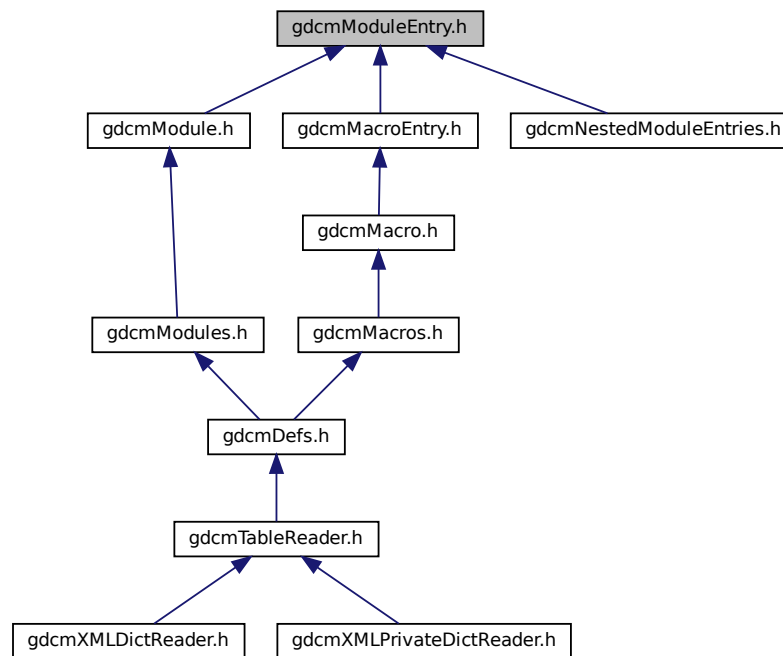 gdcmModuleEntry.h
gdcmModule.h
gdcmMacroEntry.h
gdcmNestedModuleEntries.h
gdcmMacro.h
gdcmModules.h
gdcmMacros.h
gdcmDefs.h
gdcmTableReader.h
gdcmXMLDictReader.h
gdcmXMLPrivateDictReader.h